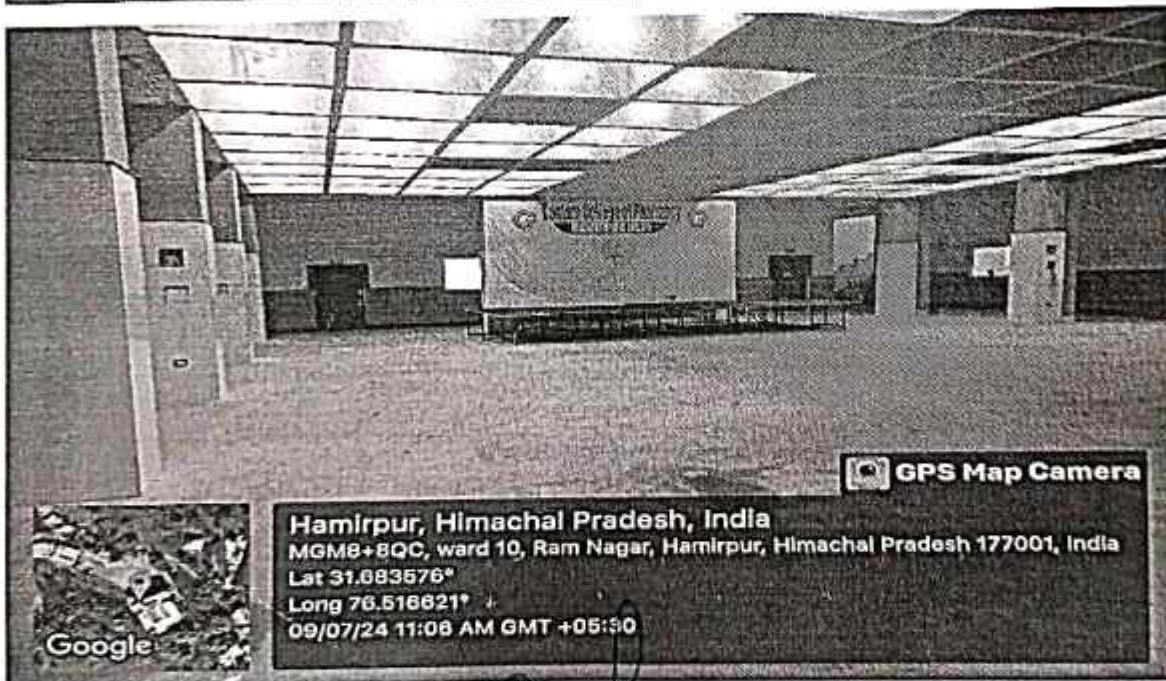 GPS Map Camera
Hamirpur, Himachal Pradesh, India
MGM8+8QC, ward 10, Ram Nagar, Hamirpur, Himachal Pradesh 177001, India
Lat 31.683576°
Long 76.516621°
09/07/24 11:06 AM GMT +05:30
Google